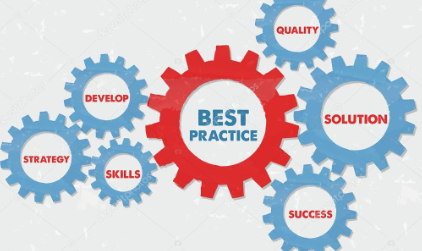 QUALITY
DEVELOP
BEST
PRACTICE
SOLUTION
STRATEGY
SKILLS
SUCCESS